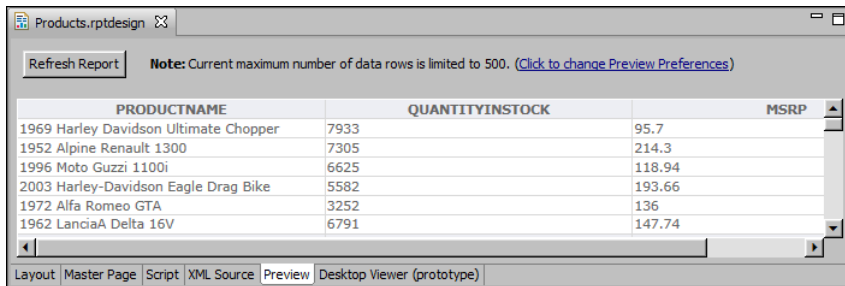 Products.rptdesign
Refresh Report Note: Current maximum number of data rows is limited to 500. (Click to change Preview Preferences)
PRODUCTNAME QUANTITYINSTOCK MSRP
1969 Harley Davidson Ultimate Chopper 7933 95.7
1952 Alpine Renault 1300 7305 214.3
1996 Moto Guzzi 1100i 6625 118.94
2003 Harley-Davidson Eagle Drag Bike 5582 193.66
1972 Alfa Romeo GTA 3252 136
1962 LanciaA Delta 16V 6791 147.74
Layout Master Page Script XML Source Preview Desktop Viewer (prototype)